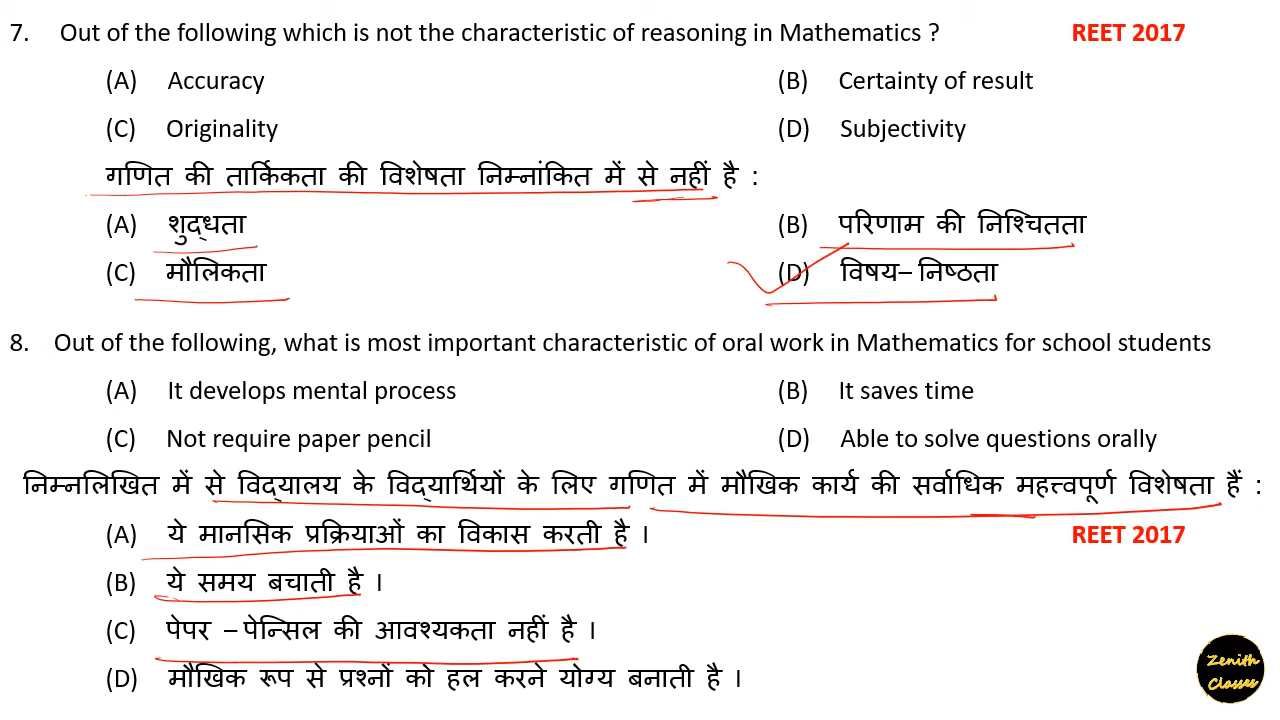 7. Out of the following which is not the characteristic of reasoning in Mathematics ? REET 2017
(A) Accuracy (B) Certainty of result
(C) Originality (D) Subjectivity
गणित की तार्किकता की विशेषता निम्नांकित में से नहीं है :
(A) शुद्धता (B) परिणाम की निश्चितता
(C) मौलिकता (D) विषय–निष्ठता
8. Out of the following, what is most important characteristic of oral work in Mathematics for school students
(A) It develops mental process (B) It saves time
(C) Not require paper pencil (D) Able to solve questions orally
निम्नलिखित में से विद्यालय के विद्यार्थियों के लिए गणित में मौखिक कार्य की सर्वाधिक महत्त्वपूर्ण विशेषता हैं :
(A) ये मानसिक प्रक्रियाओं का विकास करती है । REET 2017
(B) ये समय बचाती है ।
(C) पेपर –पेन्सिल की आवश्यकता नहीं है ।
(D) मौखिक रूप से प्रश्नों को हल करने योग्य बनाती है ।
Zenith
Classes